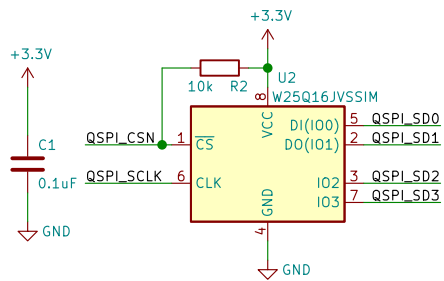 +3.3V
+3.3V
U2
10k R2
W25Q16JVSSIM
8
VCC
C1
0.1uF
QSPI_CSN 1 CS
QSPI_SCLK 6 CLK
DI(IO0) 5 QSPI_SD0
DO(IO1) 2 QSPI_SD1
IO2 3 QSPI_SD2
IO3 7 QSPI_SD3
GND
4
GND
GND